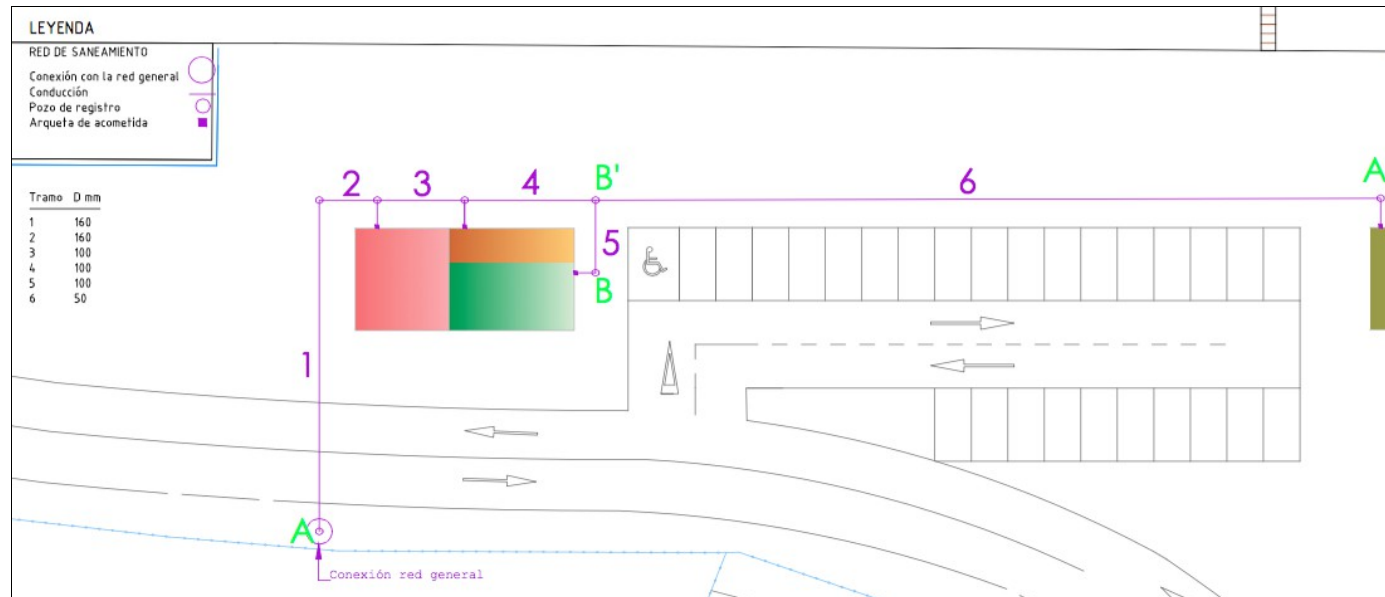 LEYENDA
RED DE SANEAMIENTO
Conexión con la red general
Conducción
Pozo de registro
Arqueta de acometida
Tramo D mm
1 160
2 160
3 100
4 100
5 100
6 50
2 3 4 B' 6 A
5
B
1
A
Conexión red general